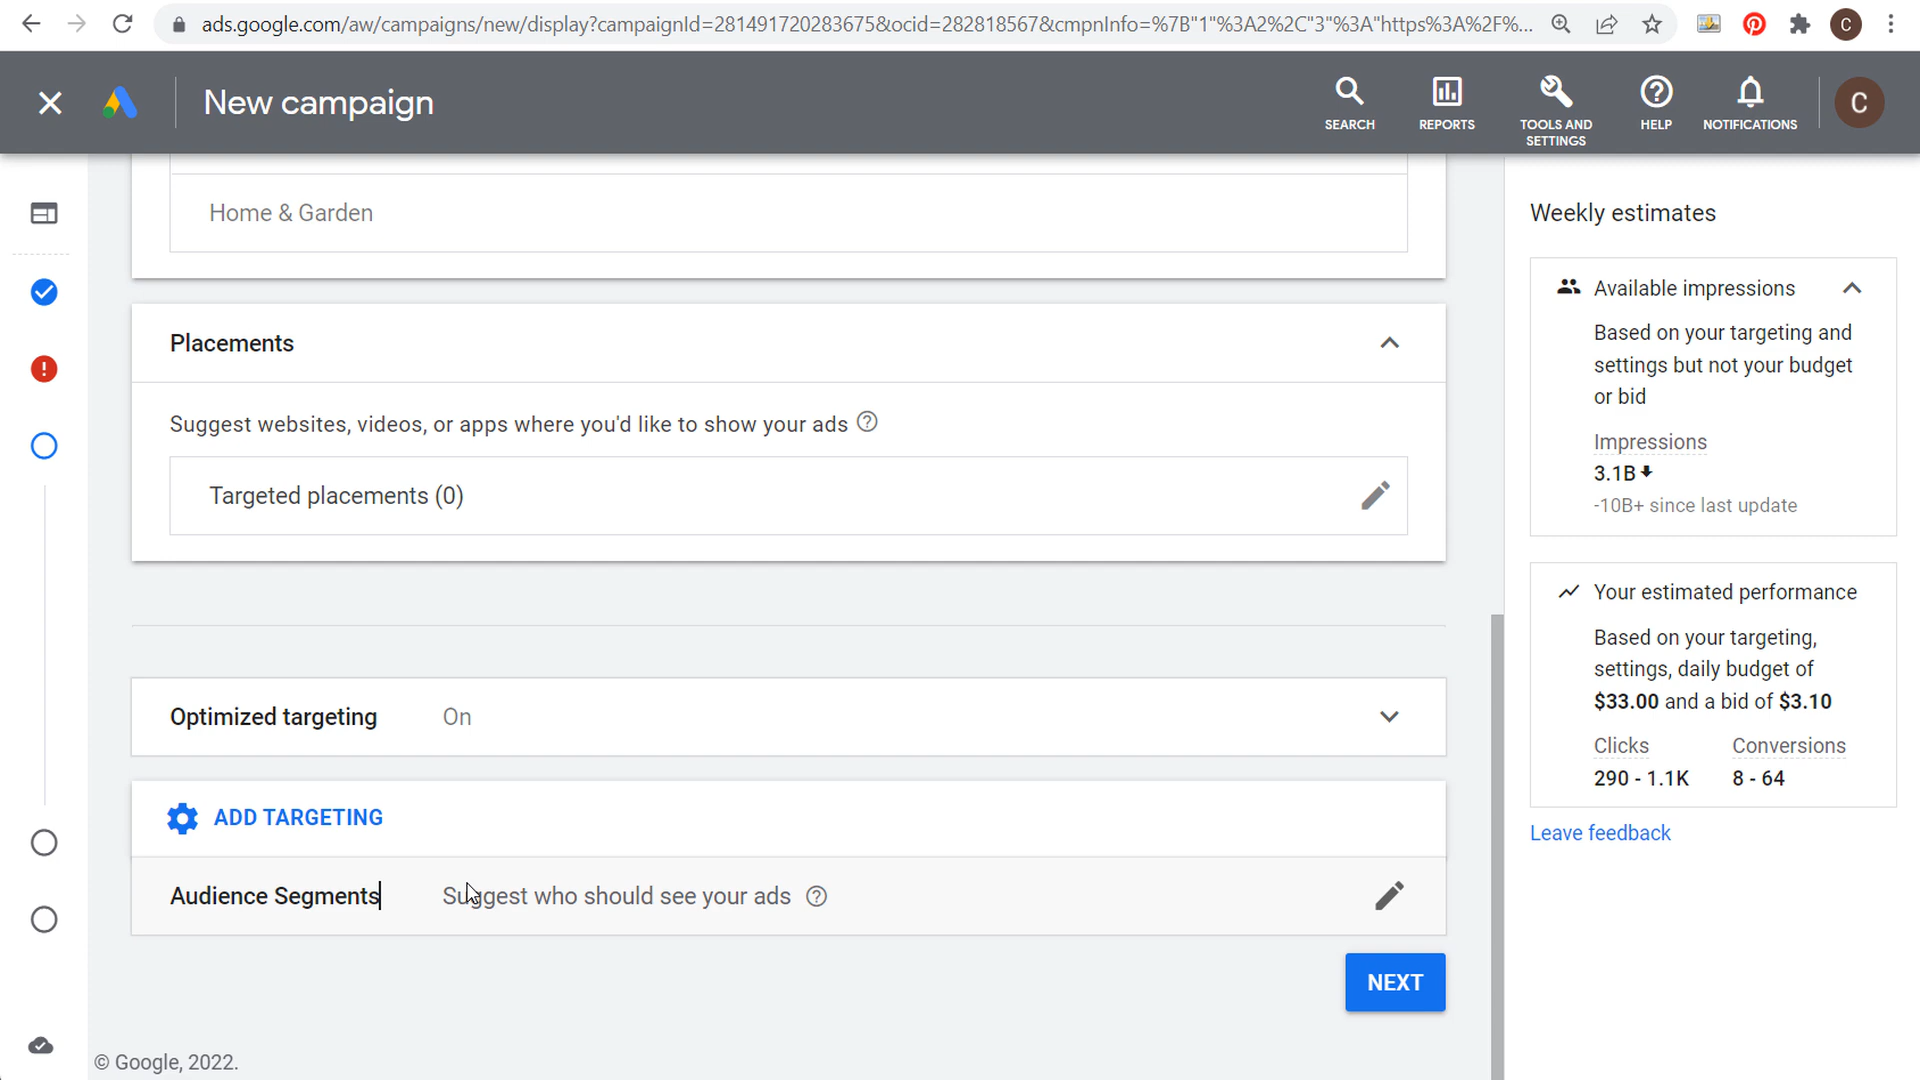 ads.google.com/aw/campaigns/new/display?campaignId=281491720283675&ocid=282818567&cmpnInfo=%7B"1"%3A2%2C"3"%3A"https%3A%2F%...
C
New campaign
SEARCH
REPORTS
TOOLS AND
SETTINGS
HELP
NOTIFICATIONS
C
Home & Garden
Placements
Suggest websites, videos, or apps where you'd like to show your ads
Targeted placements (0)
Optimized targeting On
ADD TARGETING
Audience Segments Suggest who should see your ads
NEXT
© Google, 2022.
Weekly estimates
Available impressions
Based on your targeting and
settings but not your budget
or bid
Impressions
3.1B
-10B+ since last update
Your estimated performance
Based on your targeting,
settings, daily budget of
$33.00 and a bid of $3.10
Clicks Conversions
290 - 1.1K 8 - 64
Leave feedback